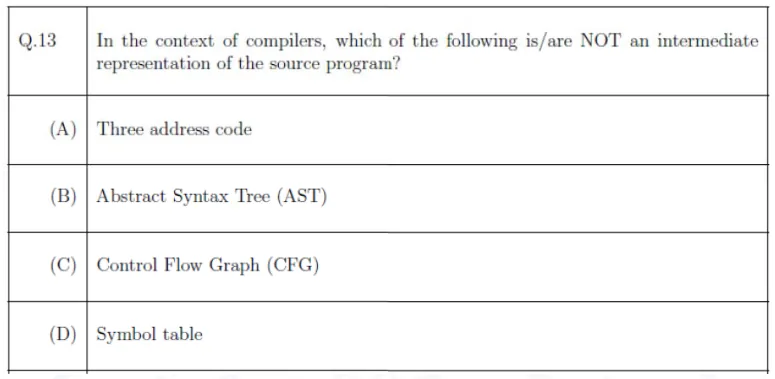 Q.13 In the context of compilers, which of the following is/are NOT an intermediate
representation of the source program?
(A) Three address code
(B) Abstract Syntax Tree (AST)
(C) Control Flow Graph (CFG)
(D) Symbol table